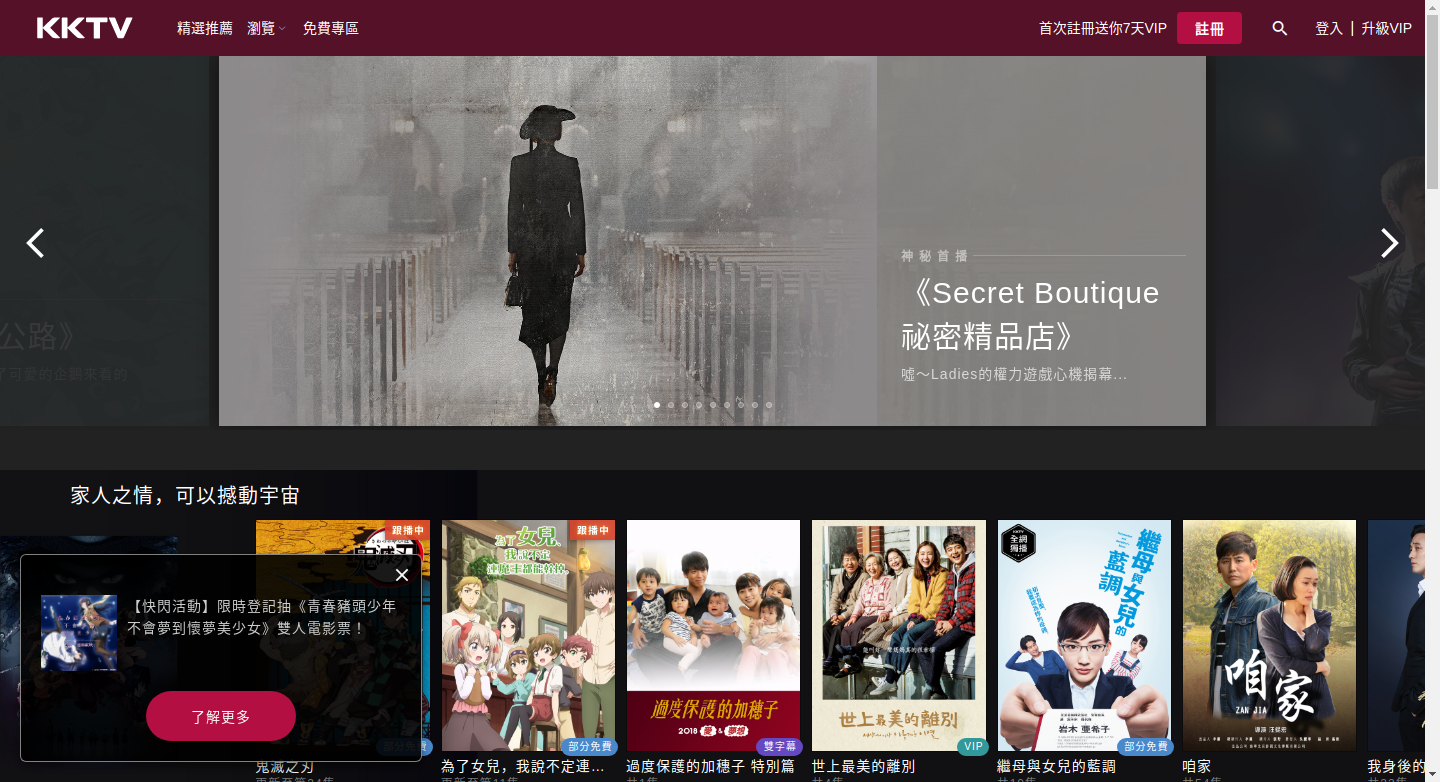 KKTV
精選推薦
瀏覽
免費專區
首次註冊送你7天VIP
註冊
登入 | 升級VIP
公路》
了可愛的企鵝來看的
神秘首播
《Secret Boutique
祕密精品店》
噓～Ladies的權力遊戲心機揭幕...
家人之情，可以撼動宇宙
跟播中
跟播中
為了女兒、
我說不定
連魔王都能幹掉。
過度保護的加穗子
2018 笑 & 夢想
世上最美的離別
KKTV
全網
獨播
繼母與女兒的
藍調
岩木 亜希子
咱家
ZAN JIA
【快閃活動】限時登記抽《青春豬頭少年
不會夢到懷夢美少女》雙人電影票！
了解更多
部分免費
雙字幕
VIP
部分免費
鬼滅之刃
為了女兒，我說不定連...
過度保護的加穗子 特別篇
世上最美的離別
繼母與女兒的藍調
咱家
我身後的